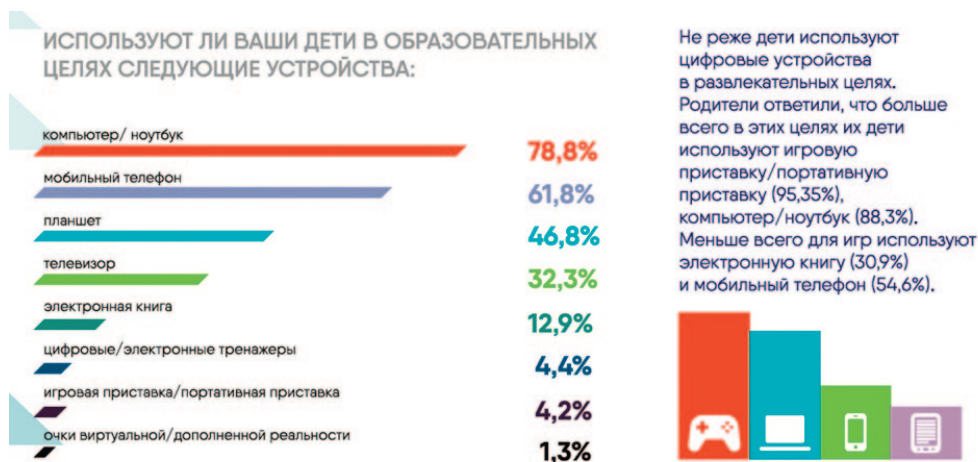 ИСПОЛЬЗУЮТ ЛИ ВАШИ ДЕТИ В ОБРАЗОВАТЕЛЬНЫХ
ЦЕЛЯХ СЛЕДУЮЩИЕ УСТРОЙСТВА:
компьютер/ ноутбук
78,8%
мобильный телефон
61,8%
планшет
46,8%
телевизор
32,3%
электронная книга
12,9%
цифровые/электронные тренажеры
4,4%
игровая приставка/портативная приставка
4,2%
очки виртуальной/дополненной реальности
1,3%
Не реже дети используют
цифровые устройства
в развлекательных целях.
Родители ответили, что больше
всего в этих целях их дети
используют игровую
приставку/портативную
приставку (95,35%),
компьютер/ноутбук (88,3%).
Меньше всего для игр используют
электронную книгу (30,9%)
и мобильный телефон (54,6%).